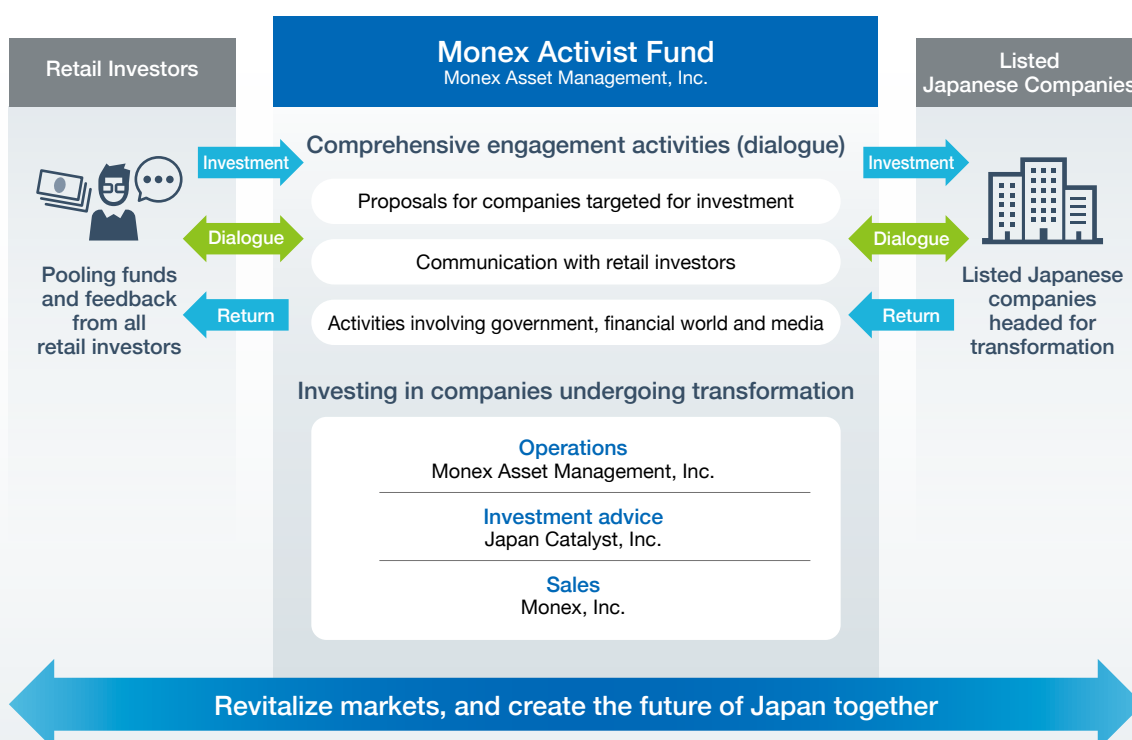 Retail Investors
Monex Activist Fund
Monex Asset Management, Inc.
Listed
Japanese Companies
Investment
Dialogue
Return
Pooling funds
and feedback
from all
retail investors
Comprehensive engagement activities (dialogue)
Proposals for companies targeted for investment
Communication with retail investors
Activities involving government, financial world and media
Investing in companies undergoing transformation
Operations
Monex Asset Management, Inc.
Investment advice
Japan Catalyst, Inc.
Sales
Monex, Inc.
Investment
Dialogue
Return
Listed Japanese
companies
headed for
transformation
Revitalize markets, and create the future of Japan together